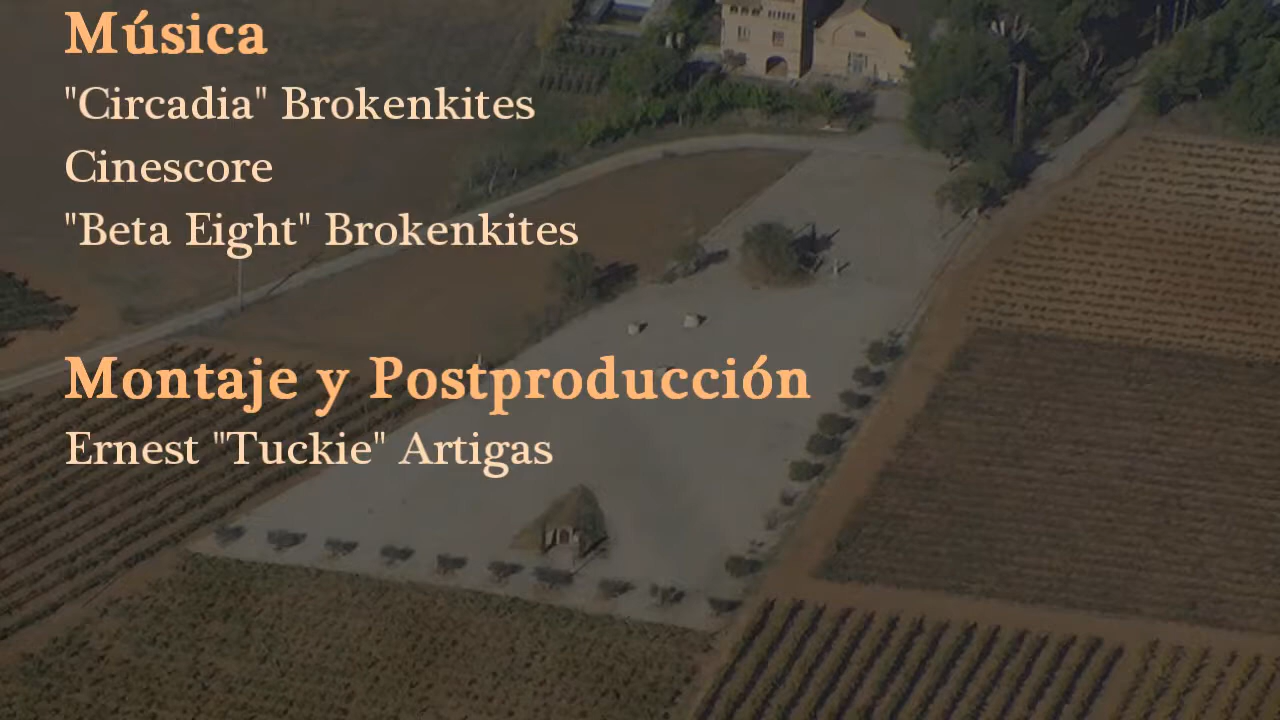 Música
"Circadia" Brokenkites
Cinescore
"Beta Eight" Brokenkites
Montaje y Postproducción
Ernest "Tuckie" Artigas